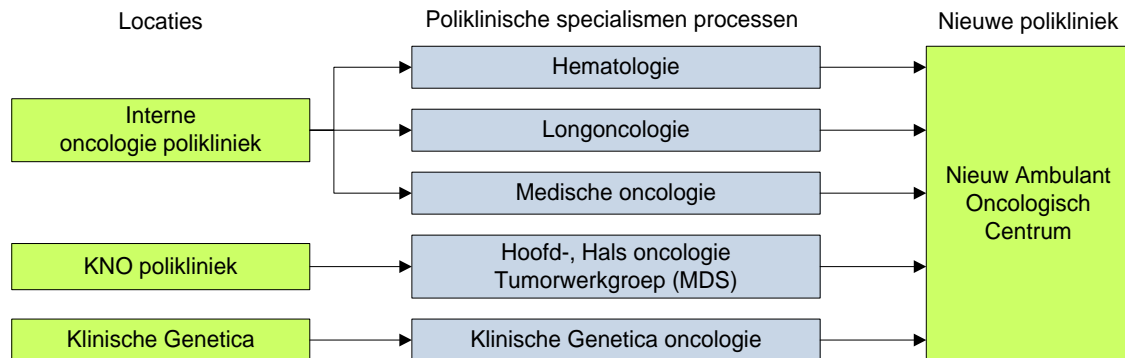 Locaties
Poliklinische specialismen processen
Nieuwe polikliniek
Interne
oncologie polikliniek
KNO polikliniek
Klinische Genetica
Hematologie
Longoncologie
Medische oncologie
Hoofd-, Hals oncologie
Tumorwerkgroep (MDS)
Klinische Genetica oncologie
Nieuw Ambulant
Oncologisch
Centrum